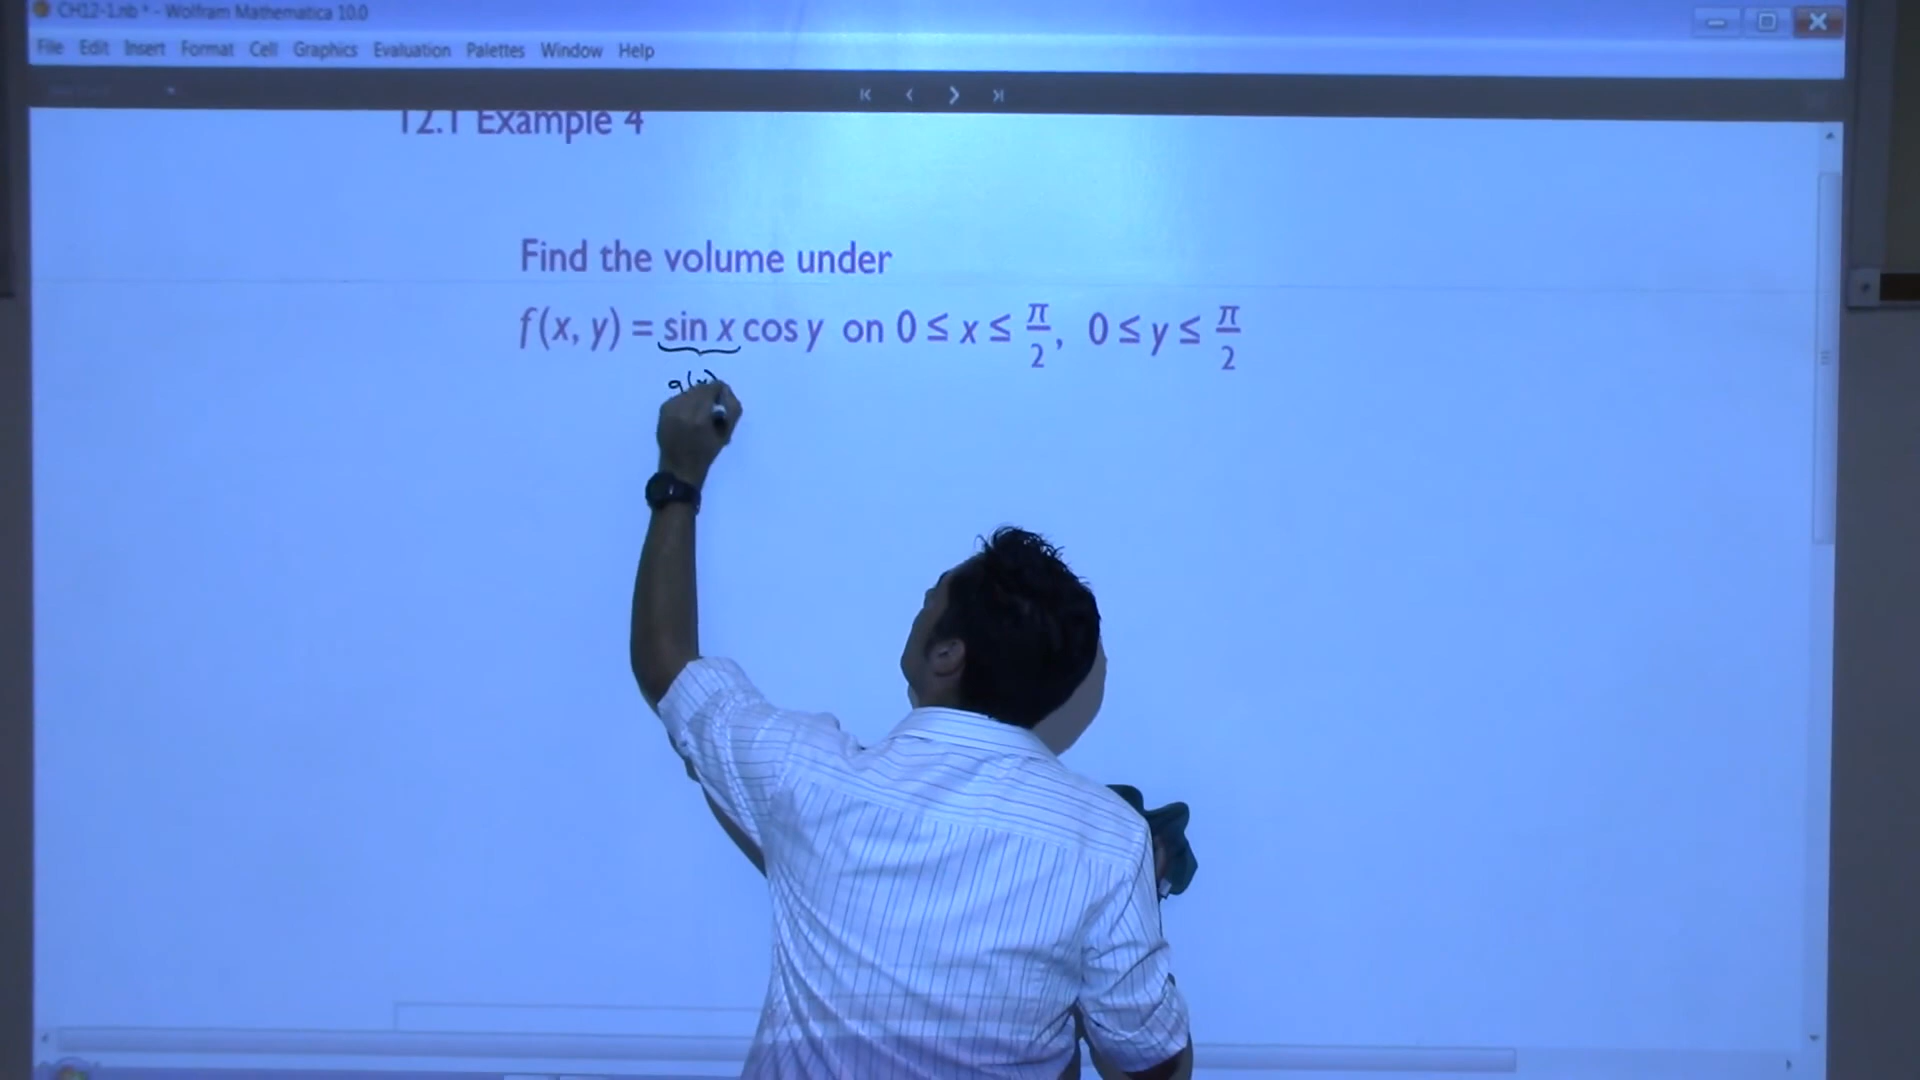 CH12-1.nb * - Wolfram Mathematica 10.0
File Edit Insert Format Cell Graphics Evaluation Palettes Window Help
12.1 Example 4
Find the volume under
f(x, y) = sin x cos y on 0 ≤ x ≤ π/2, 0 ≤ y ≤ π/2
g(x)